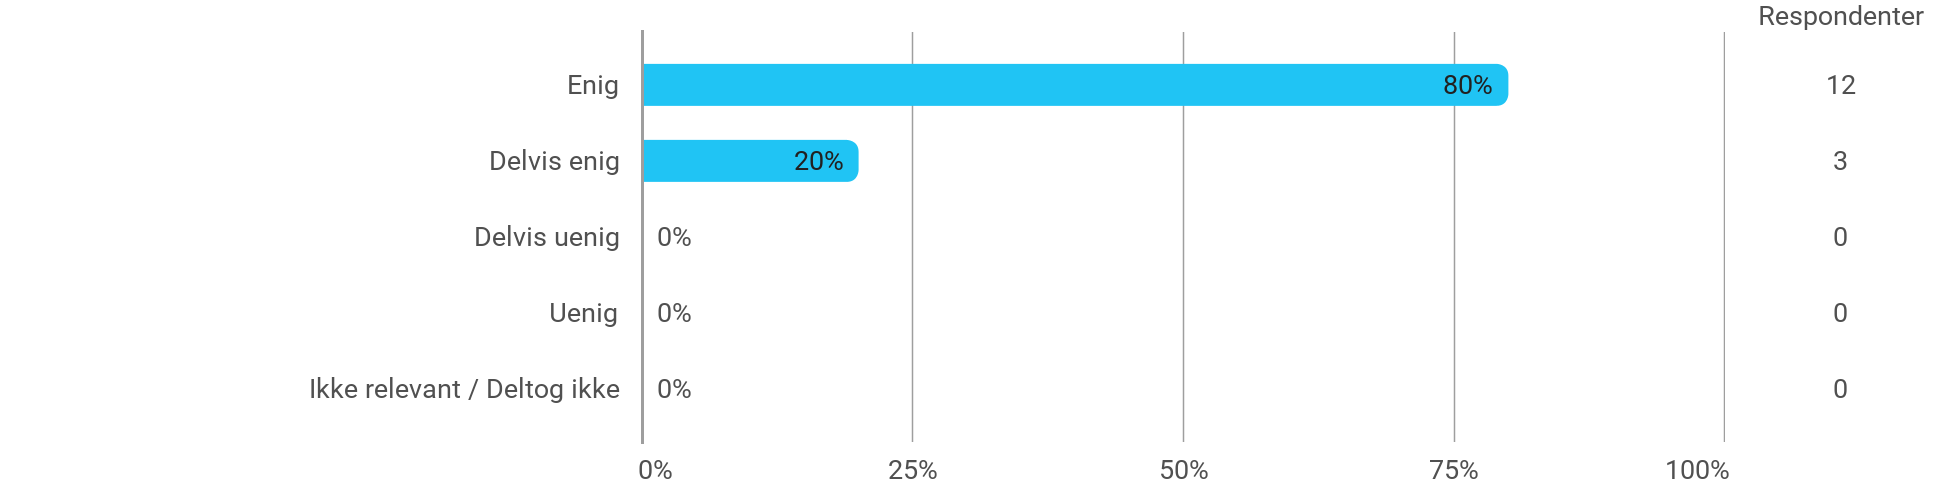 Respondenter
Enig 80% 12
Delvis enig 20% 3
Delvis uenig 0% 0
Uenig 0% 0
Ikke relevant / Deltog ikke 0% 0
0% 25% 50% 75% 100%